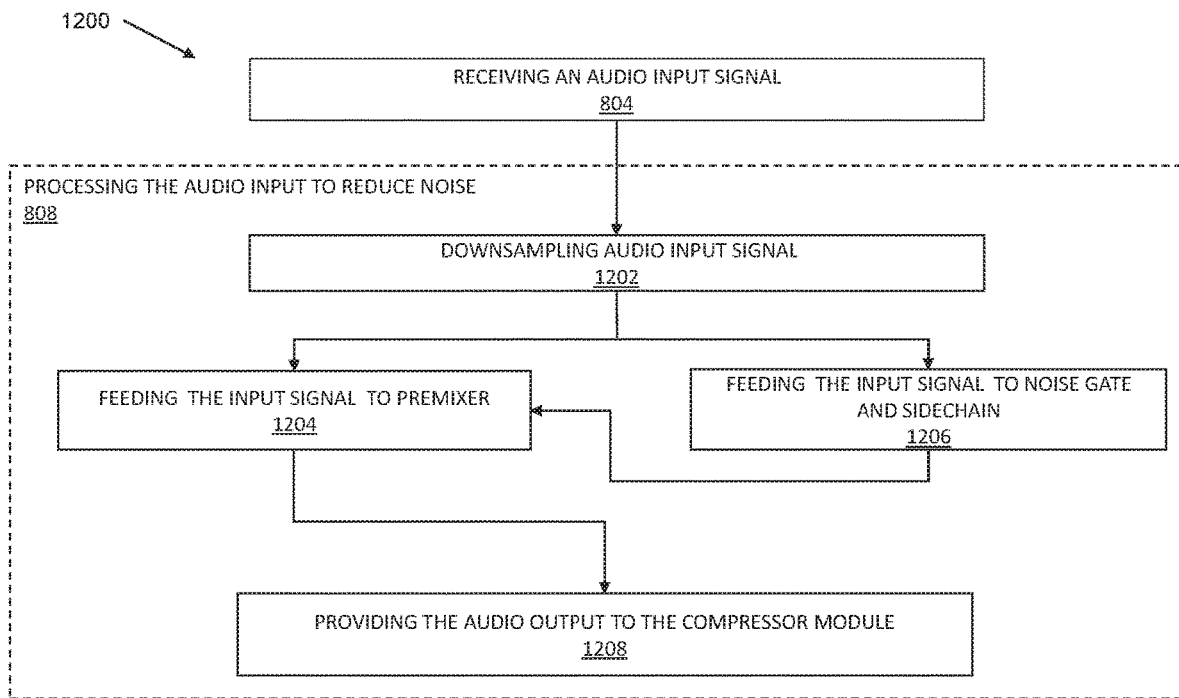 1200
RECEIVING AN AUDIO INPUT SIGNAL
804
PROCESSING THE AUDIO INPUT TO REDUCE NOISE
808
DOWNSAMPLING AUDIO INPUT SIGNAL
1202
FEEDING THE INPUT SIGNAL TO PREMIXER
1204
FEEDING THE INPUT SIGNAL TO NOISE GATE
AND SIDECHAIN
1206
PROVIDING THE AUDIO OUTPUT TO THE COMPRESSOR MODULE
1208